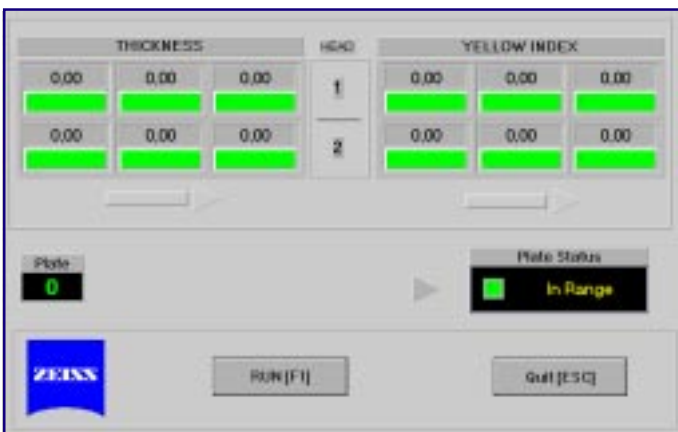 THICKNESS HEAD YELLOW INDEX
0,00 0,00 0,00 1 0,00 0,00 0,00
0,00 0,00 0,00 2 0,00 0,00 0,00
Plate
0
Plate Status
In Range
ZEISS
RUN [F1]
Quit [ESC]